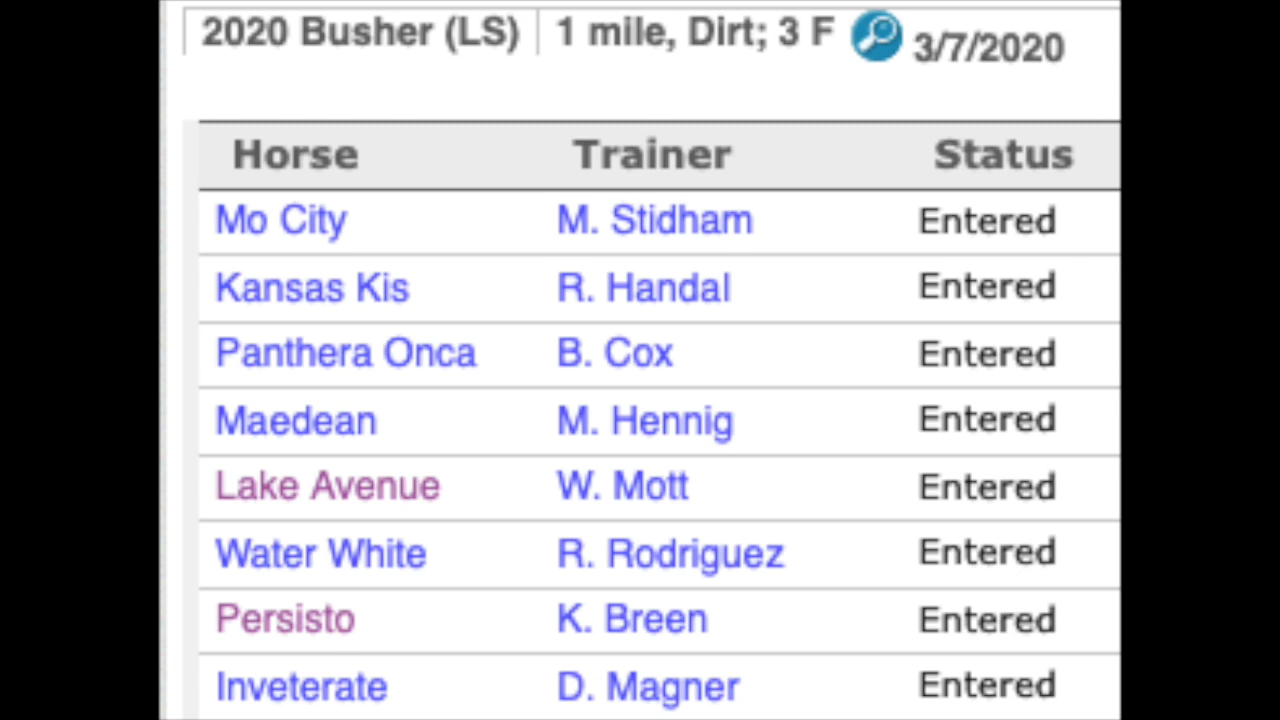 2020 Busher (LS) 1 mile, Dirt; 3 F 3/7/2020
Horse Trainer Status
Mo City M. Stidham Entered
Kansas Kis R. Handal Entered
Panthera Onca B. Cox Entered
Maedean M. Hennig Entered
Lake Avenue W. Mott Entered
Water White R. Rodriguez Entered
Persisto K. Breen Entered
Inveterate D. Magner Entered